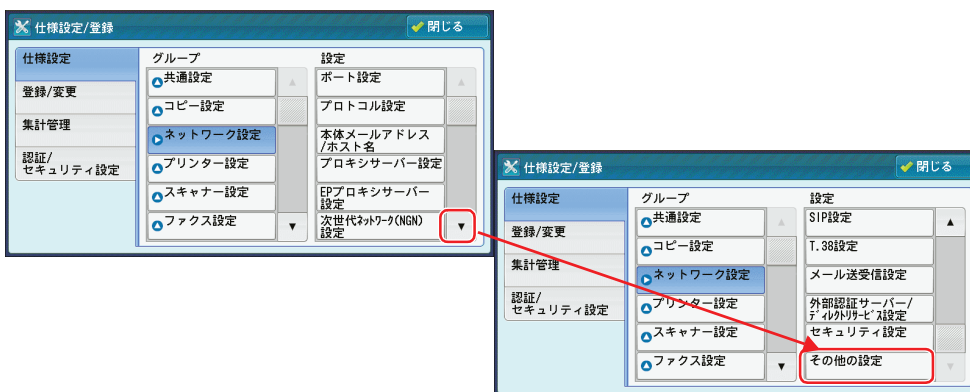 仕様設定/登録
閉じる
仕様設定
登録/変更
集計管理
認証/
セキュリティ設定
グループ
共通設定
コピー設定
ネットワーク設定
プリンター設定
スキャナー設定
ファクス設定
設定
ポート設定
プロトコル設定
本体メールアドレス
/ホスト名
プロキシサーバー設定
EPプロキシサーバー
設定
次世代ネットワーク(NGN)
設定
仕様設定/登録
閉じる
仕様設定
登録/変更
集計管理
認証/
セキュリティ設定
グループ
共通設定
コピー設定
ネットワーク設定
プリンター設定
スキャナー設定
ファクス設定
設定
SIP設定
T.38設定
メール送受信設定
外部認証サーバー/
ディレクトリサービス設定
セキュリティ設定
その他の設定